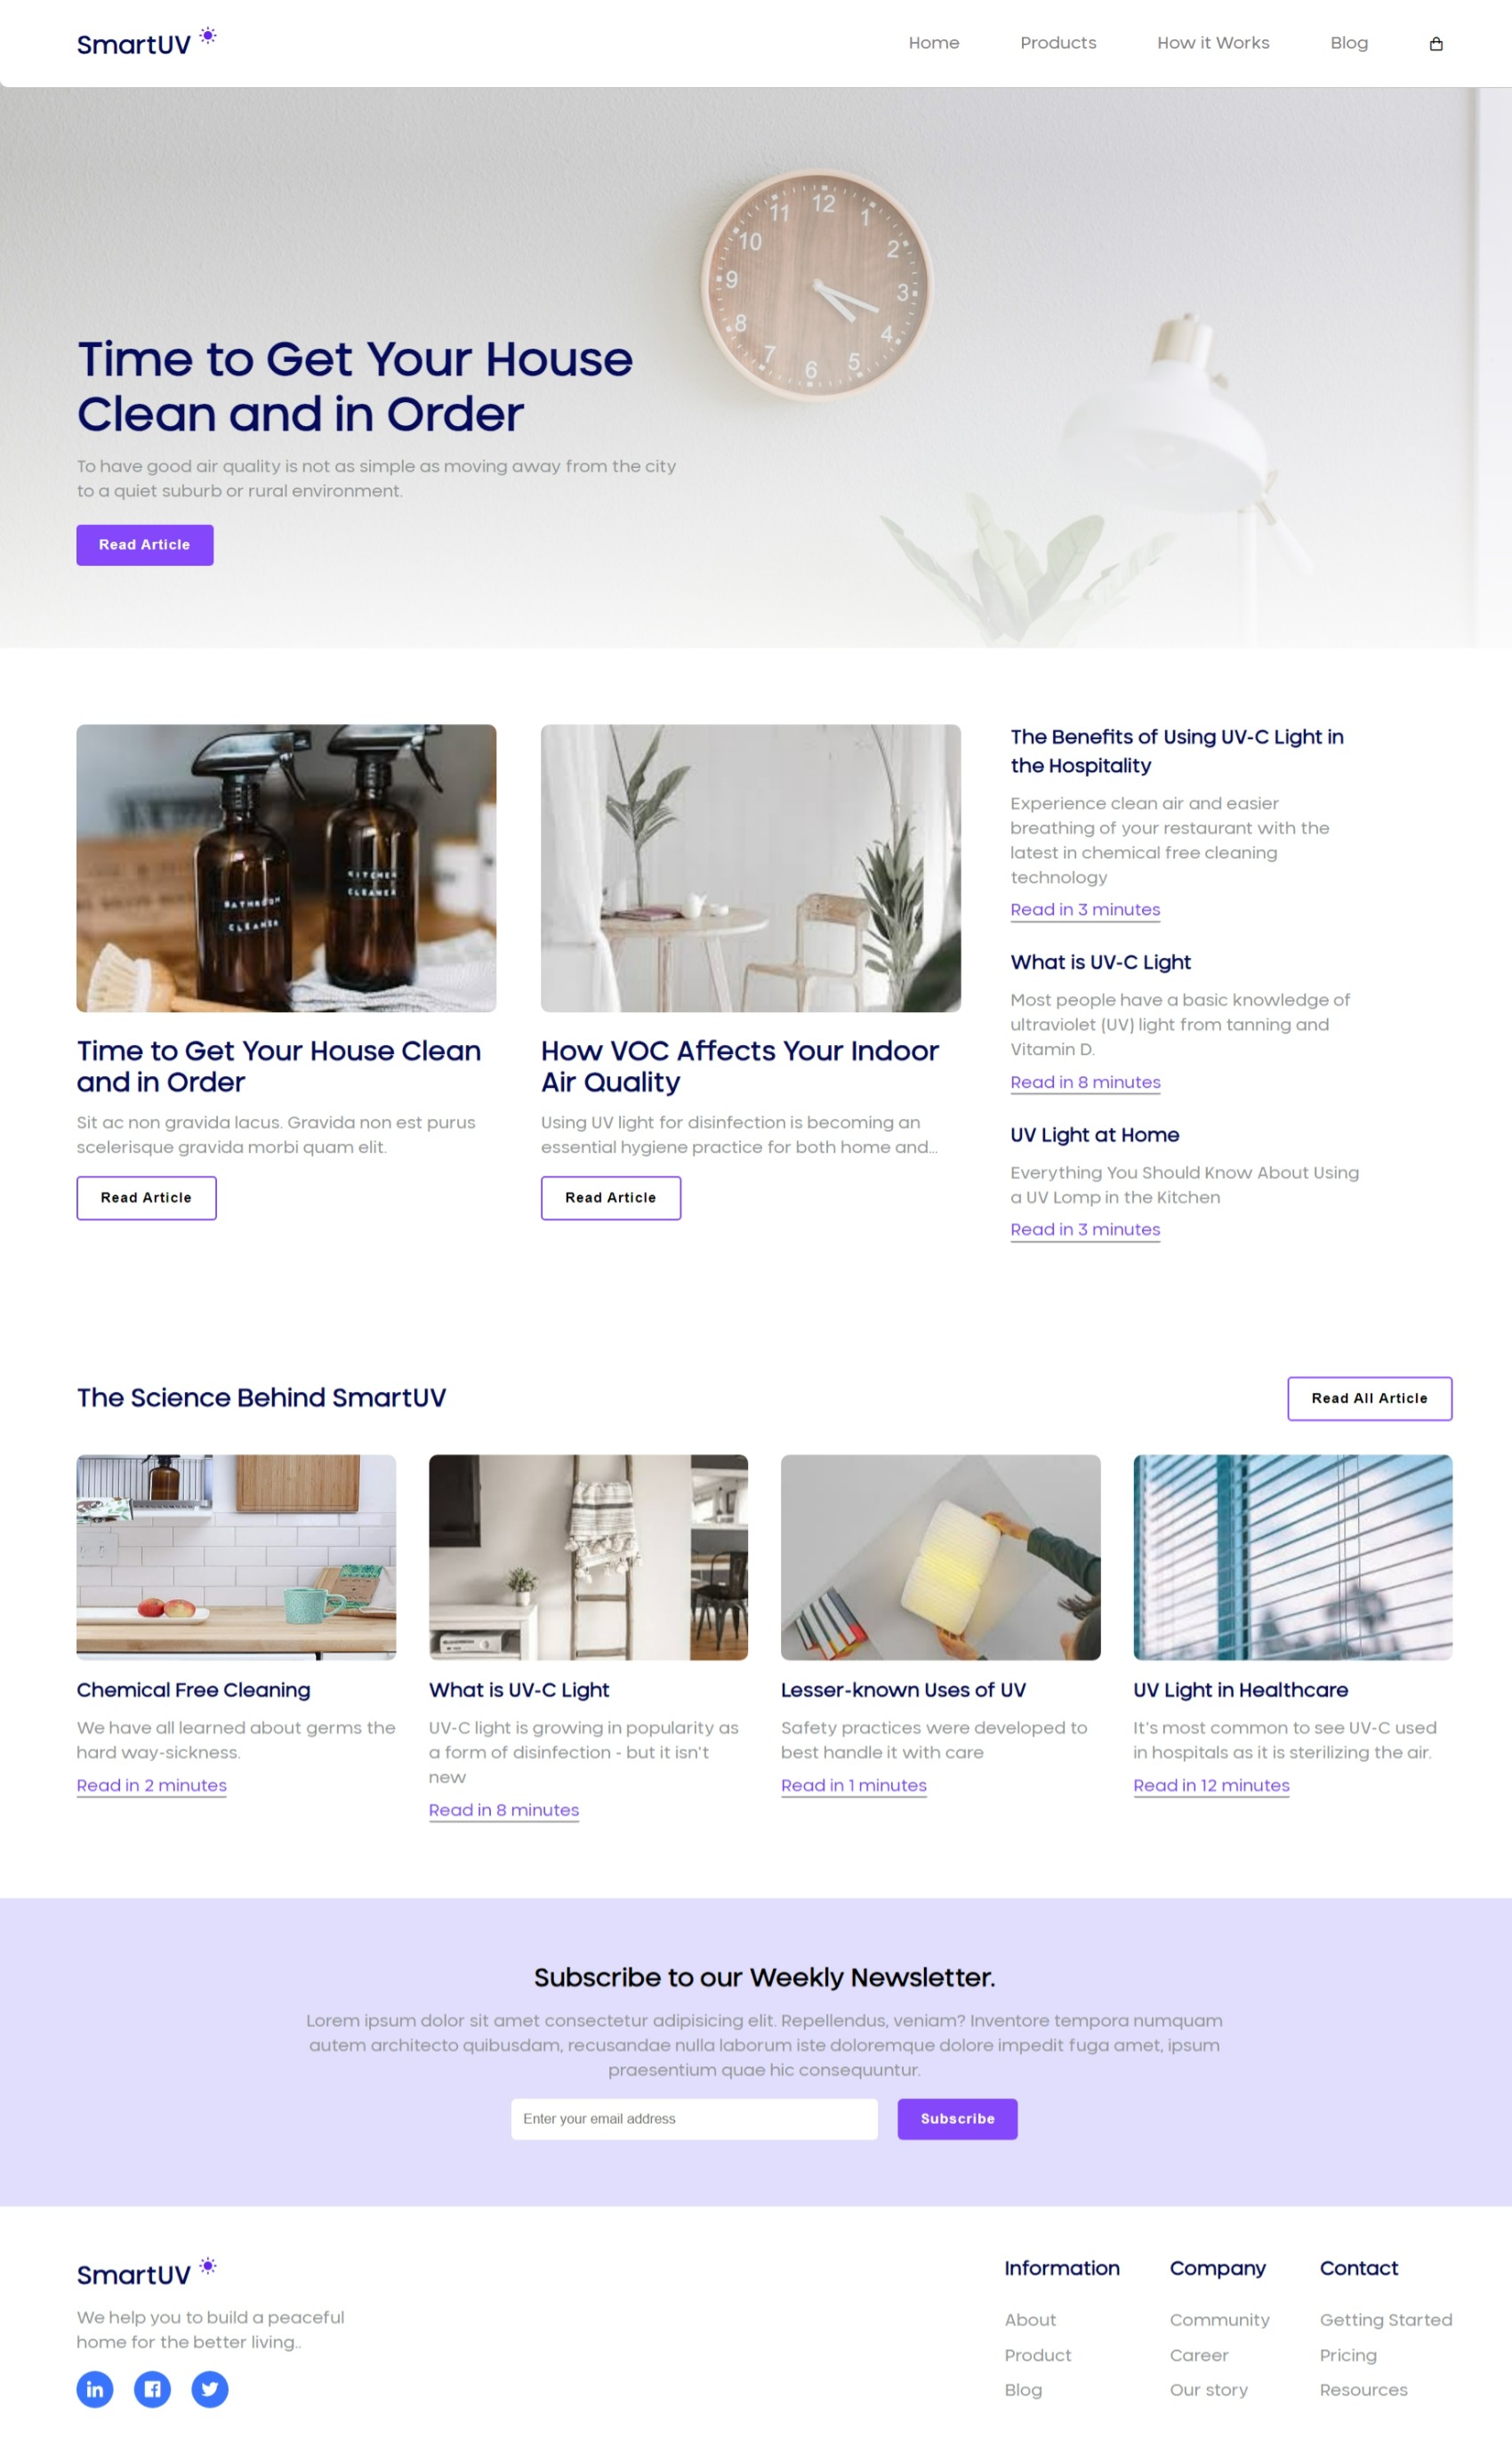 SmartUV
Home
Products
How it Works
Blog
12
1
2
3
4
5
6
7
8
9
10
11
Time to Get Your House
Clean and in Order
To have good air quality is not as simple as moving away from the city
to a quiet suburb or rural environment.
Read Article
BATHROOM
CLEANER
KITCHEN
CLEANER
Time to Get Your House Clean
and in Order
Sit ac non gravida lacus. Gravida non est purus
scelerisque gravida morbi quam elit.
Read Article
How VOC Affects Your Indoor
Air Quality
Using UV light for disinfection is becoming an
essential hygiene practice for both home and...
Read Article
The Benefits of Using UV-C Light in
the Hospitality
Experience clean air and easier
breathing of your restaurant with the
latest in chemical free cleaning
technology
Read in 3 minutes
What is UV-C Light
Most people have a basic knowledge of
ultraviolet (UV) light from tanning and
Vitamin D.
Read in 8 minutes
UV Light at Home
Everything You Should Know About Using
a UV Lomp in the Kitchen
Read in 3 minutes
The Science Behind SmartUV
Read All Article
Chemical Free Cleaning
We have all learned about germs the
hard way-sickness.
Read in 2 minutes
What is UV-C Light
UV-C light is growing in popularity as
a form of disinfection - but it isn't
new
Read in 8 minutes
Lesser-known Uses of UV
Safety practices were developed to
best handle it with care
Read in 1 minutes
UV Light in Healthcare
It's most common to see UV-C used
in hospitals as it is sterilizing the air.
Read in 12 minutes
Subscribe to our Weekly Newsletter.
Lorem ipsum dolor sit amet consectetur adipisicing elit. Repellendus, veniam? Inventore tempora numquam
autem architecto quibusdam, recusandae nulla laborum iste doloremque dolore impedit fuga amet, ipsum
praesentium quae hic consequuntur.
Enter your email address
Subscribe
SmartUV
We help you to build a peaceful
home for the better living..
Information
About
Product
Blog
Company
Community
Career
Our story
Contact
Getting Started
Pricing
Resources